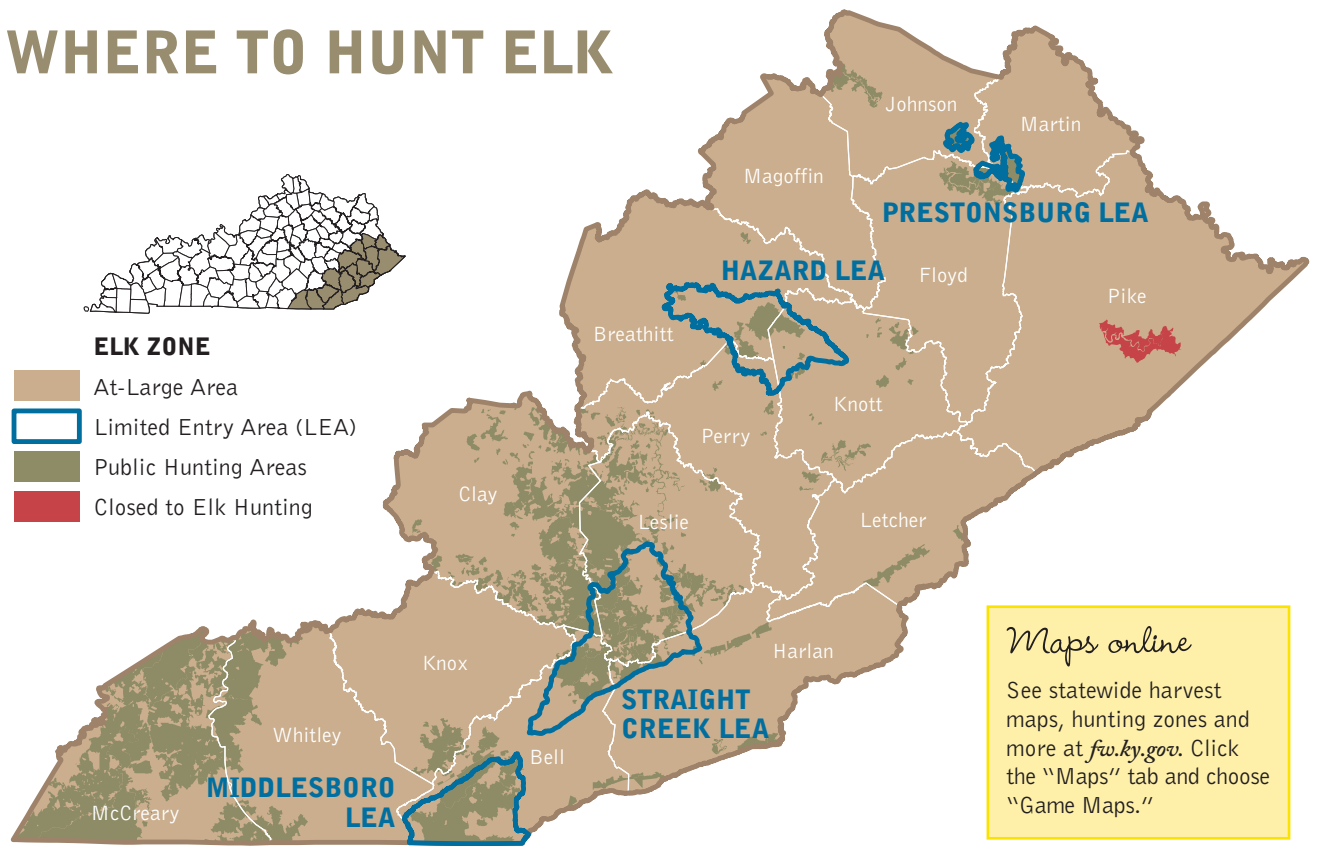 WHERE TO HUNT ELK
Johnson
Martin
Magoffin
PRESTONSBURG LEA
HAZARD LEA
Floyd
Pike
Breathitt
ELK ZONE
At-Large Area
Limited Entry Area (LEA)
Public Hunting Areas
Closed to Elk Hunting
Knott
Perry
Clay
Leslie
Letcher
Knox
Harlan
STRAIGHT
CREEK LEA
Whitley
Bell
MIDDLESBORO
LEA
McCreary
Maps online
See statewide harvest
maps, hunting zones and
more at fw.ky.gov. Click
the “Maps” tab and choose
“Game Maps.”